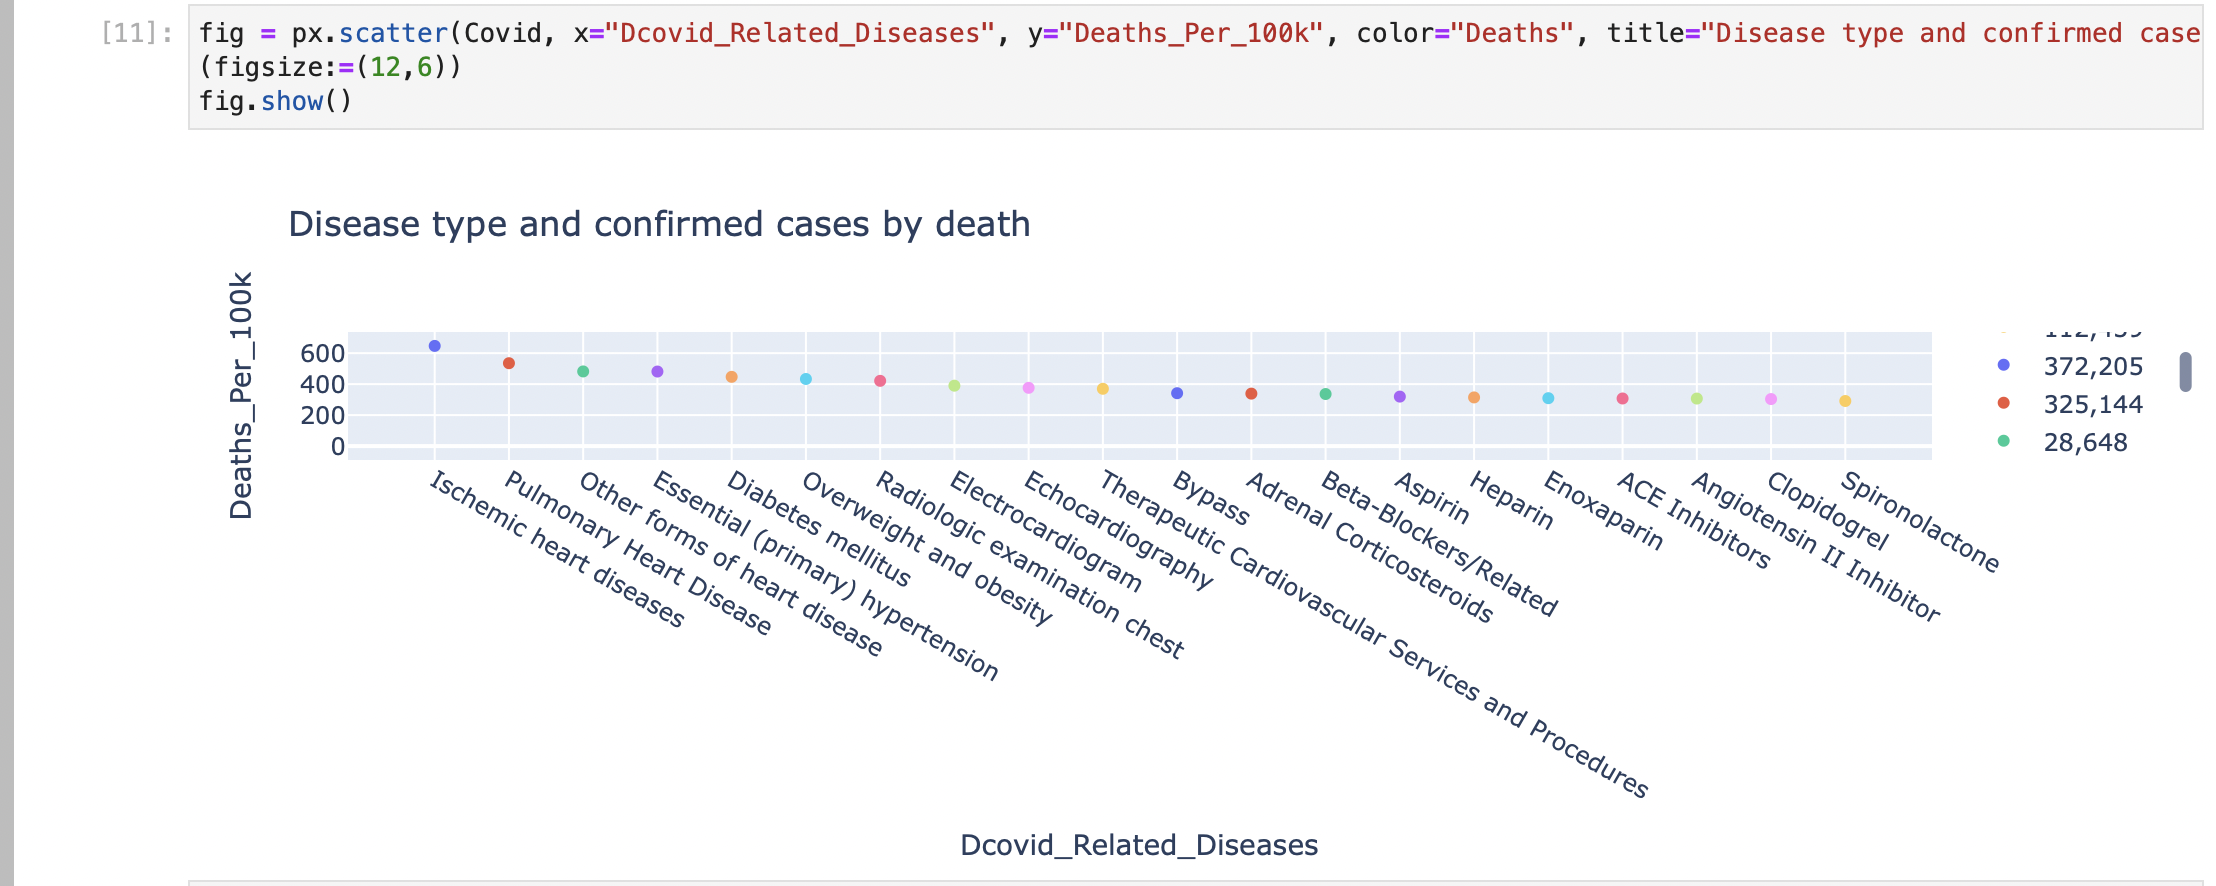 [11]:
fig = px.scatter(Covid, x="Dcovid_Related_Diseases", y="Deaths_Per_100k", color="Deaths", title="Disease type and confirmed case
(figsize:=(12,6))
fig.show()
Disease type and confirmed cases by death
Deaths_Per_100k
600
400
200
0
372,205
325,144
28,648
Ischemic heart diseases
Pulmonary Heart Disease
Other forms of heart disease
Essential (primary) hypertension
Diabetes mellitus
Overweight and obesity
Radiologic examination chest
Electrocardiogram
Echocardiography
Therapeutic Cardiovascular Services and Procedures
Bypass
Adrenal Corticosteroids
Beta-Blockers/Related
Aspirin
Heparin
Enoxaparin
ACE Inhibitors
Angiotensin II Inhibitor
Clopidogrel
Spironolactone
Dcovid_Related_Diseases